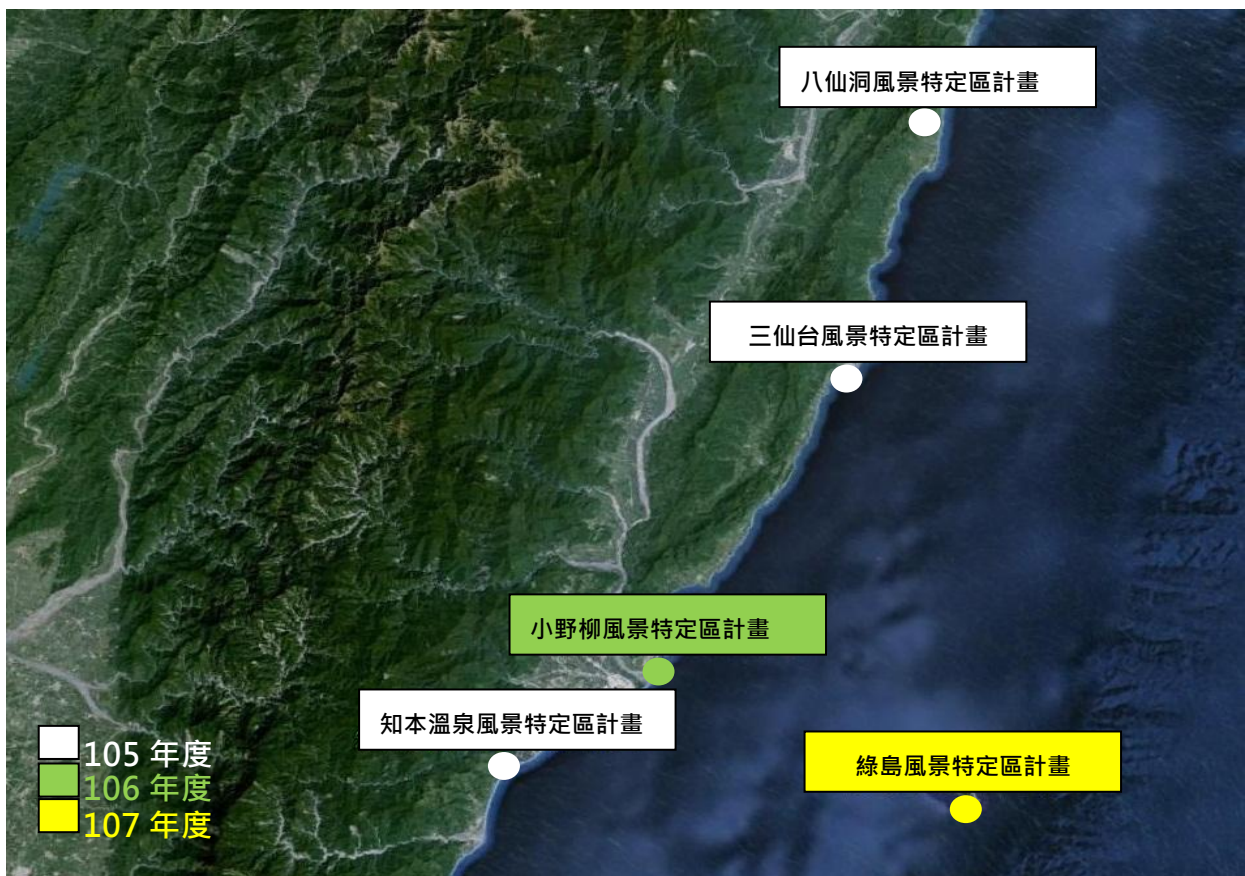 八仙洞風景特定區計畫
三仙台風景特定區計畫
小野柳風景特定區計畫
知本溫泉風景特定區計畫
綠島風景特定區計畫
105 年度
106 年度
107 年度